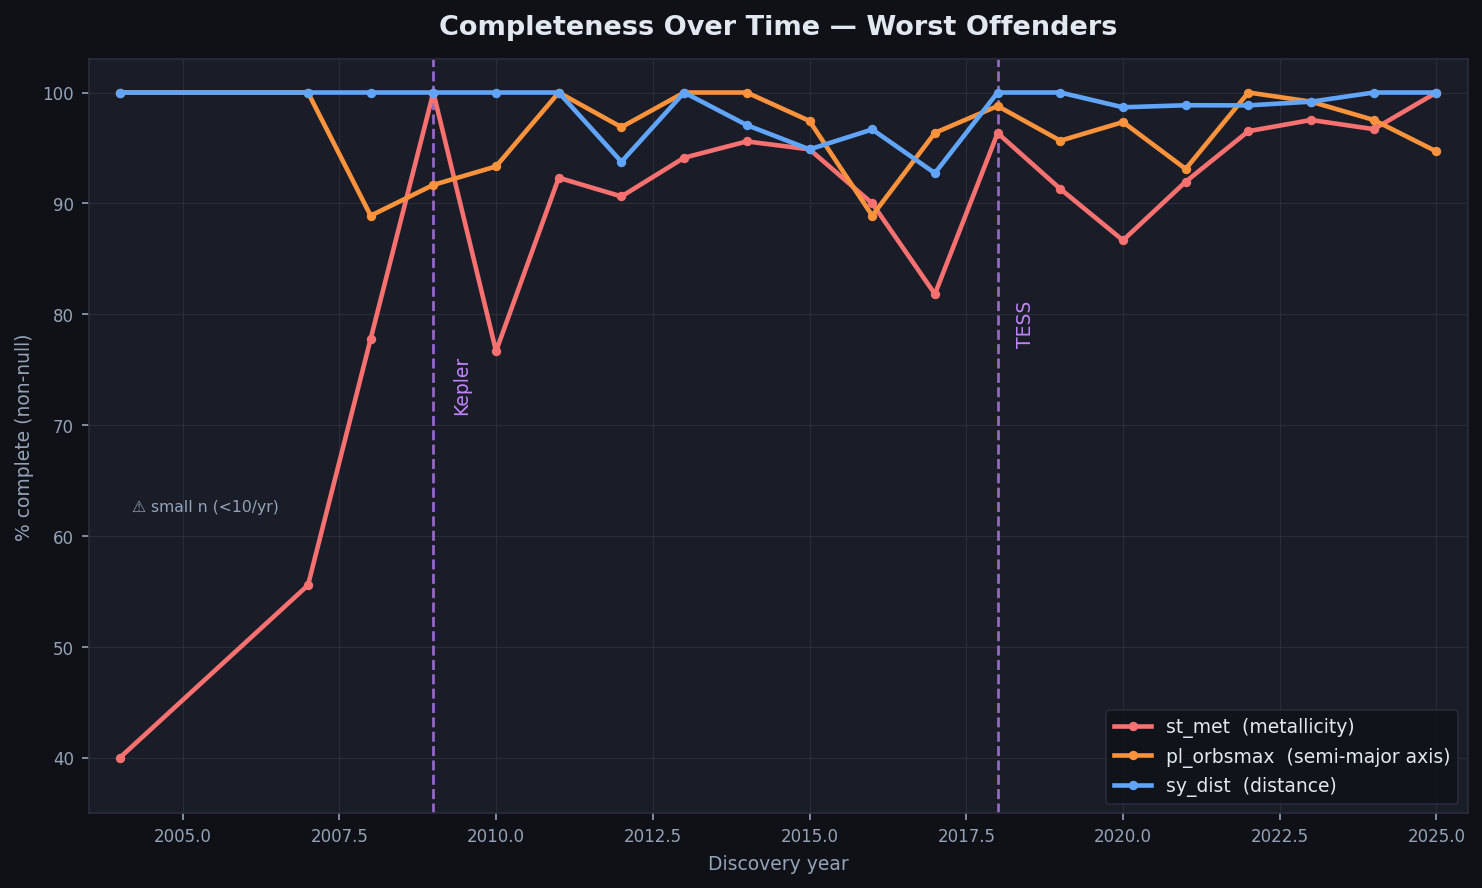 Completeness Over Time — Worst Offenders
% complete (non-null)
100
90
80
70
60
50
40
Kepler
TESS
⚠ small n (<10/yr)
st_met (metallicity)
pl_orbsmax (semi-major axis)
sy_dist (distance)
2005.0 2007.5 2010.0 2012.5 2015.0 2017.5 2020.0 2022.5 2025.0
Discovery year